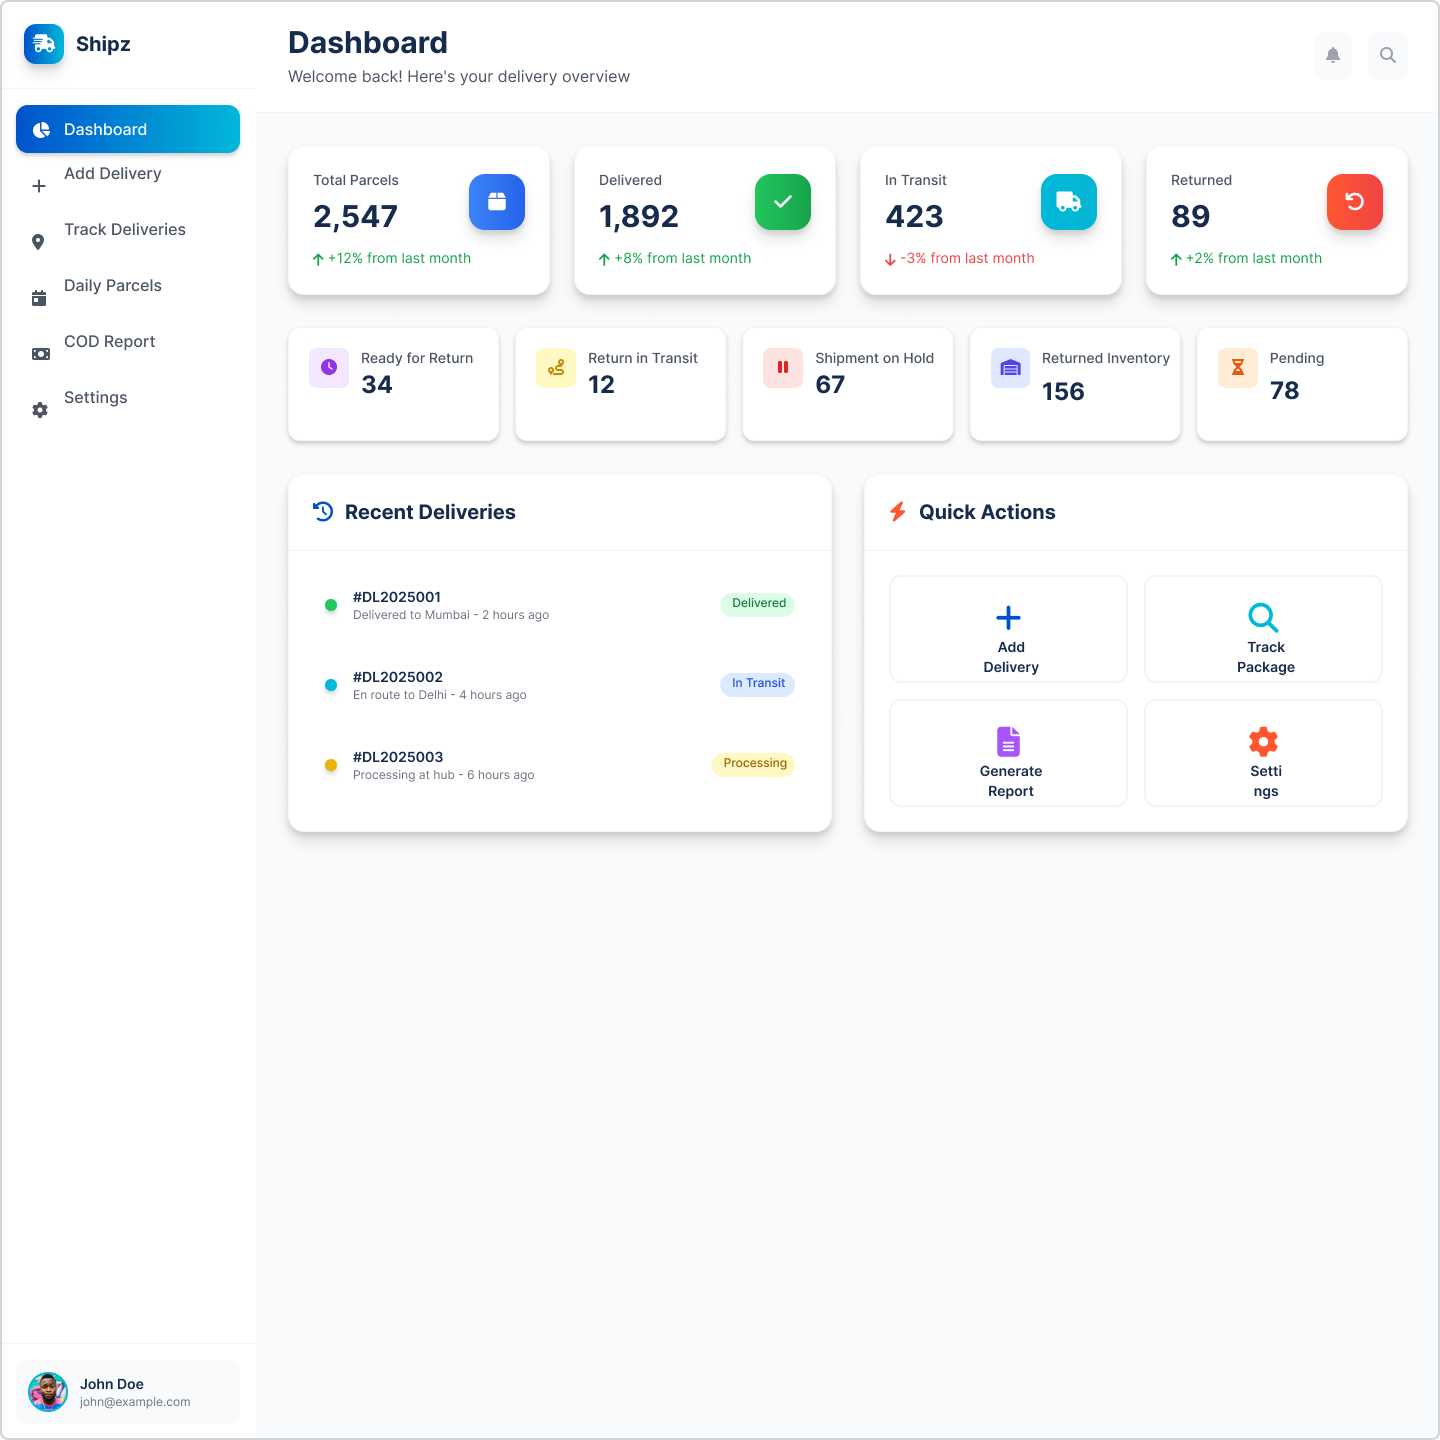 Shipz
Dashboard
Add Delivery
Track Deliveries
Daily Parcels
COD Report
Settings
John Doe
john@example.com
Dashboard
Welcome back! Here's your delivery overview
Total Parcels
2,547
+12% from last month
Delivered
1,892
+8% from last month
In Transit
423
-3% from last month
Returned
89
+2% from last month
Ready for Return
34
Return in Transit
12
Shipment on Hold
67
Returned Inventory
156
Pending
78
Recent Deliveries
#DL2025001
Delivered to Mumbai - 2 hours ago
Delivered
#DL2025002
En route to Delhi - 4 hours ago
In Transit
#DL2025003
Processing at hub - 6 hours ago
Processing
Quick Actions
Add
Delivery
Track
Package
Generate
Report
Setti
ngs